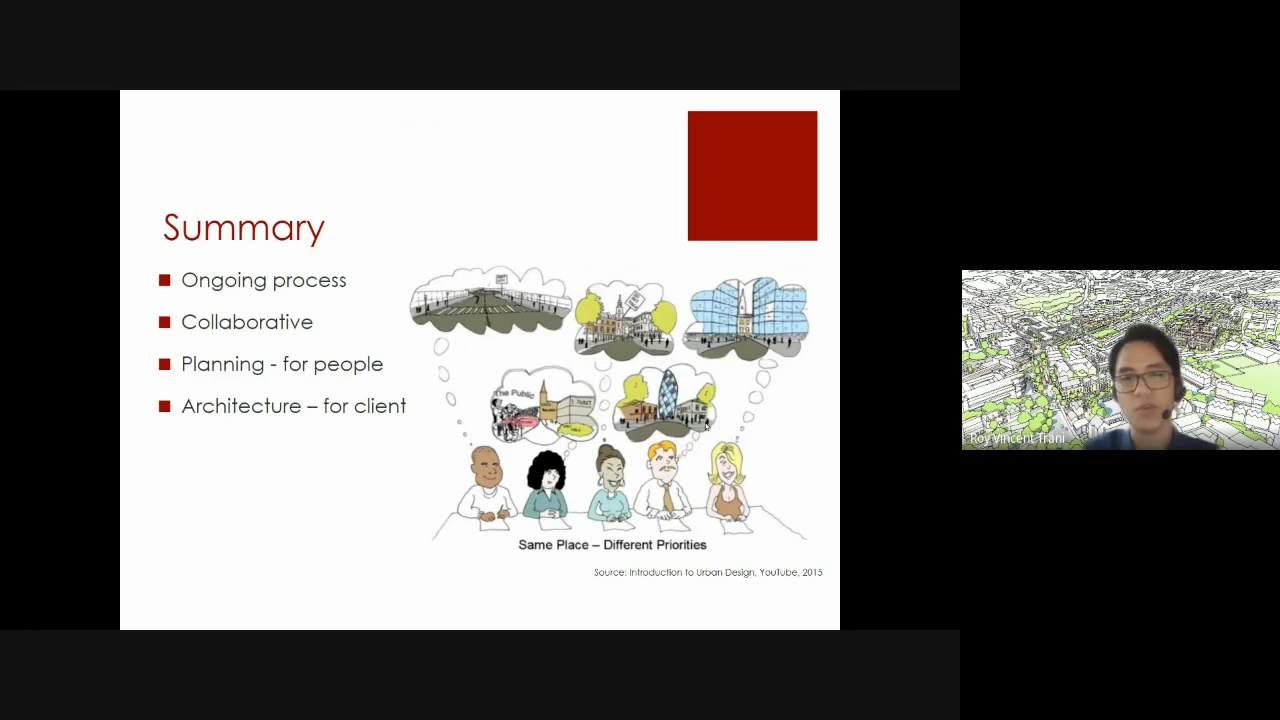 Summary
Ongoing process
Collaborative
Planning - for people
Architecture – for client
The Public
Same Place – Different Priorities
Source: Introduction to Urban Design, YouTube, 2015
Roy Vincent Trani